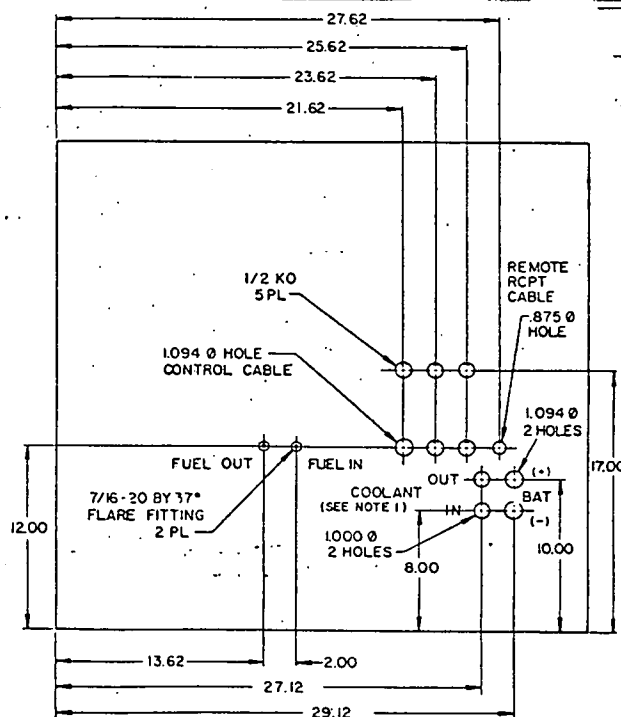 27.62
25.62
23.62
21.62
1/2 KO
5 PL
REMOTE
RCPT
CABLE
.875 Ø
HOLE
1.094 Ø HOLE
CONTROL CABLE
1.094 Ø
2 HOLES
FUEL OUT
FUEL IN
OUT
(+)
17.00
7/16-20 BY 37°
FLARE FITTING
2 PL
COOLANT
(SEE NOTE 1)
IN
BAT
(-)
12.00
1.000 Ø
2 HOLES
10.00
8.00
13.62
2.00
27.12
29.12